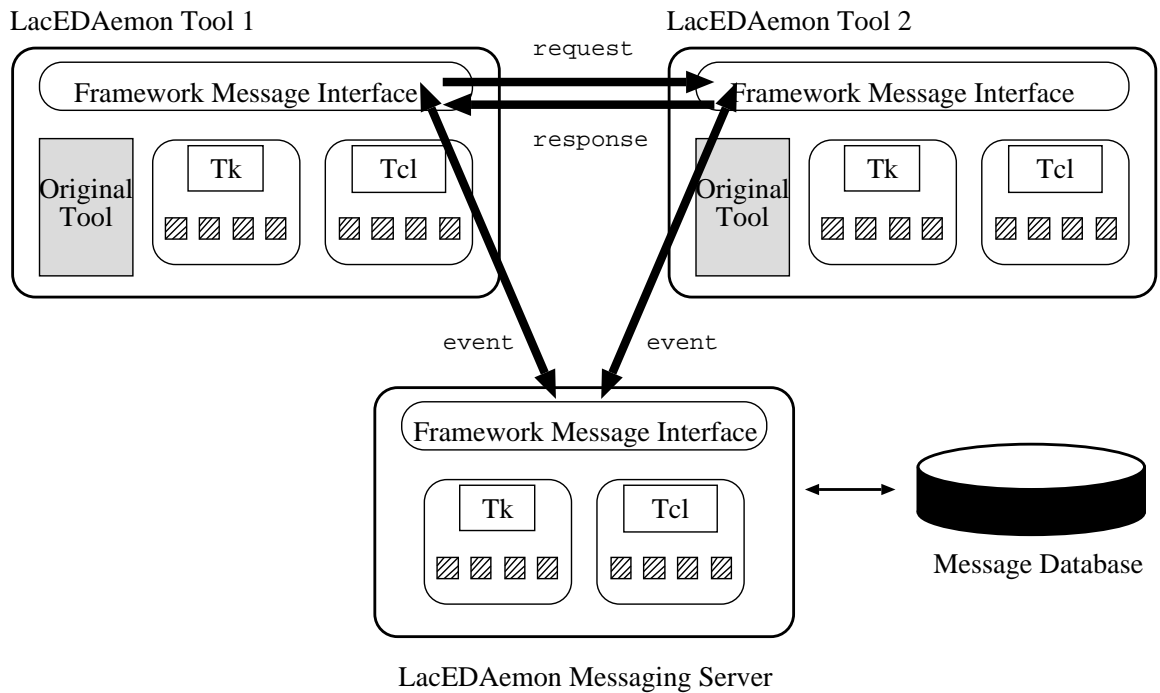 LacEDAemon Tool 1
LacEDAemon Tool 2
request
Framework Message Interface
Framework Message Interface
response
Original
Tool
Tk
Tcl
Original
Tool
Tk
Tcl
event
event
Framework Message Interface
Tk
Tcl
Message Database
LacEDAemon Messaging Server